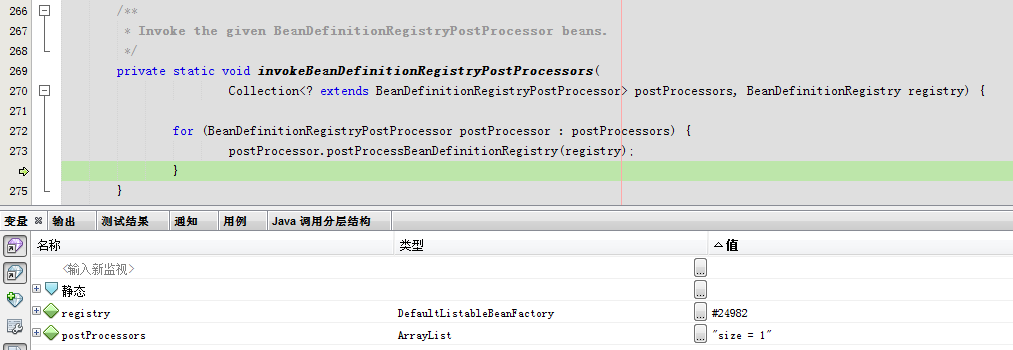 266 /**
267 * Invoke the given BeanDefinitionRegistryPostProcessor beans.
268 */
269 private static void invokeBeanDefinitionRegistryPostProcessors(
270 Collection<? extends BeanDefinitionRegistryPostProcessor> postProcessors, BeanDefinitionRegistry registry) {
271
272 for (BeanDefinitionRegistryPostProcessor postProcessor : postProcessors) {
273 postProcessor.postProcessBeanDefinitionRegistry(registry);
}
275 }
变量 输出 测试结果 通知 用例 Java 调用分层结构
名称 类型 值
<输入新监视> ...
静态 ...
registry DefaultListableBeanFactory ... #24982
postProcessors ArrayList ... "size = 1"